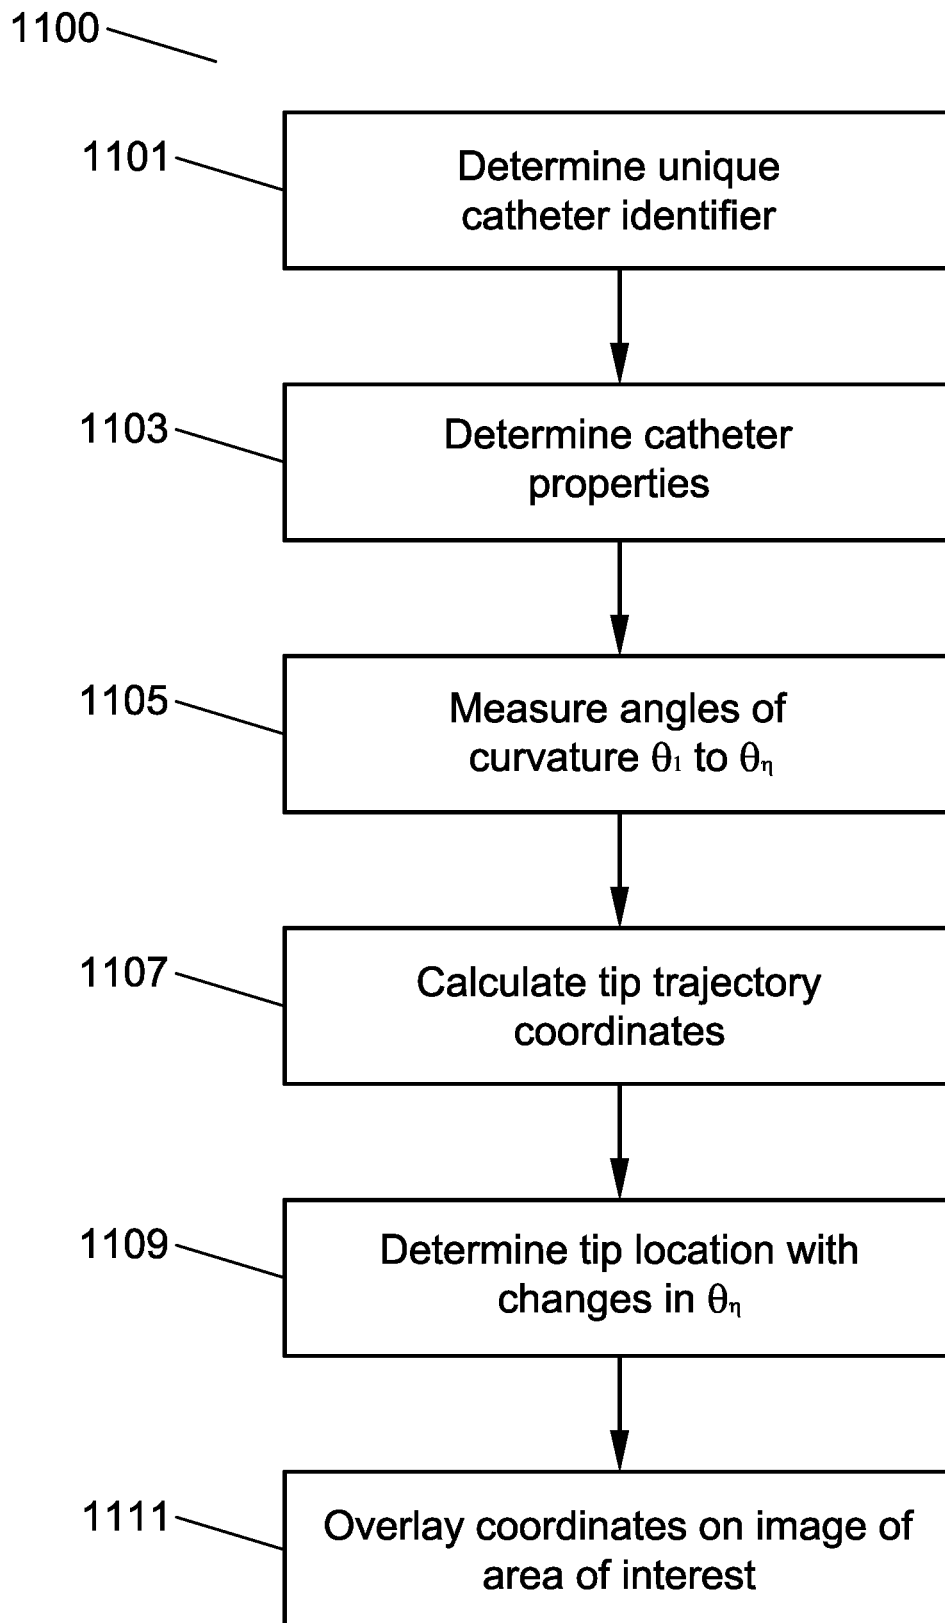 1100
1101
Determine unique
catheter identifier
1103
Determine catheter
properties
1105
Measure angles of
curvature θ₁ to θη
1107
Calculate tip trajectory
coordinates
1109
Determine tip location with
changes in θη
1111
Overlay coordinates on image of
area of interest